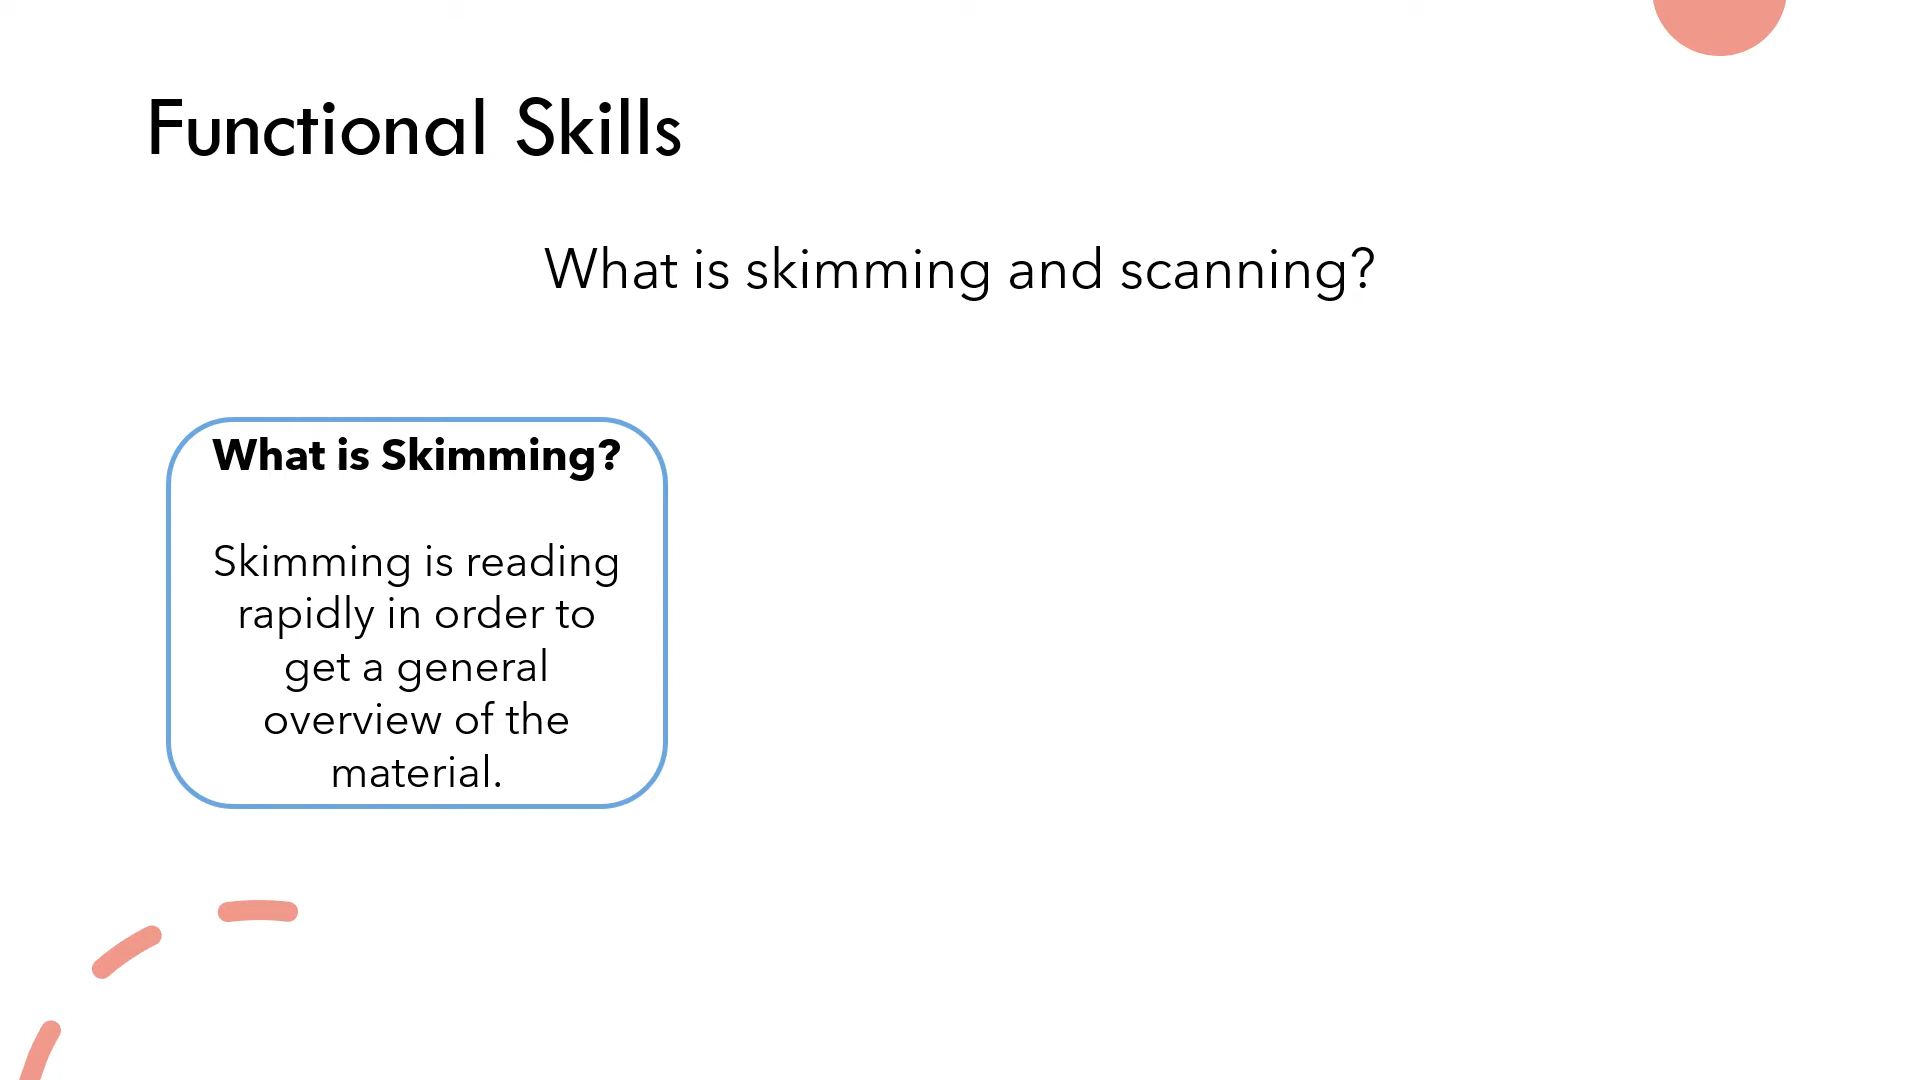 Functional Skills
What is skimming and scanning?
What is Skimming?
Skimming is reading
rapidly in order to
get a general
overview of the
material.